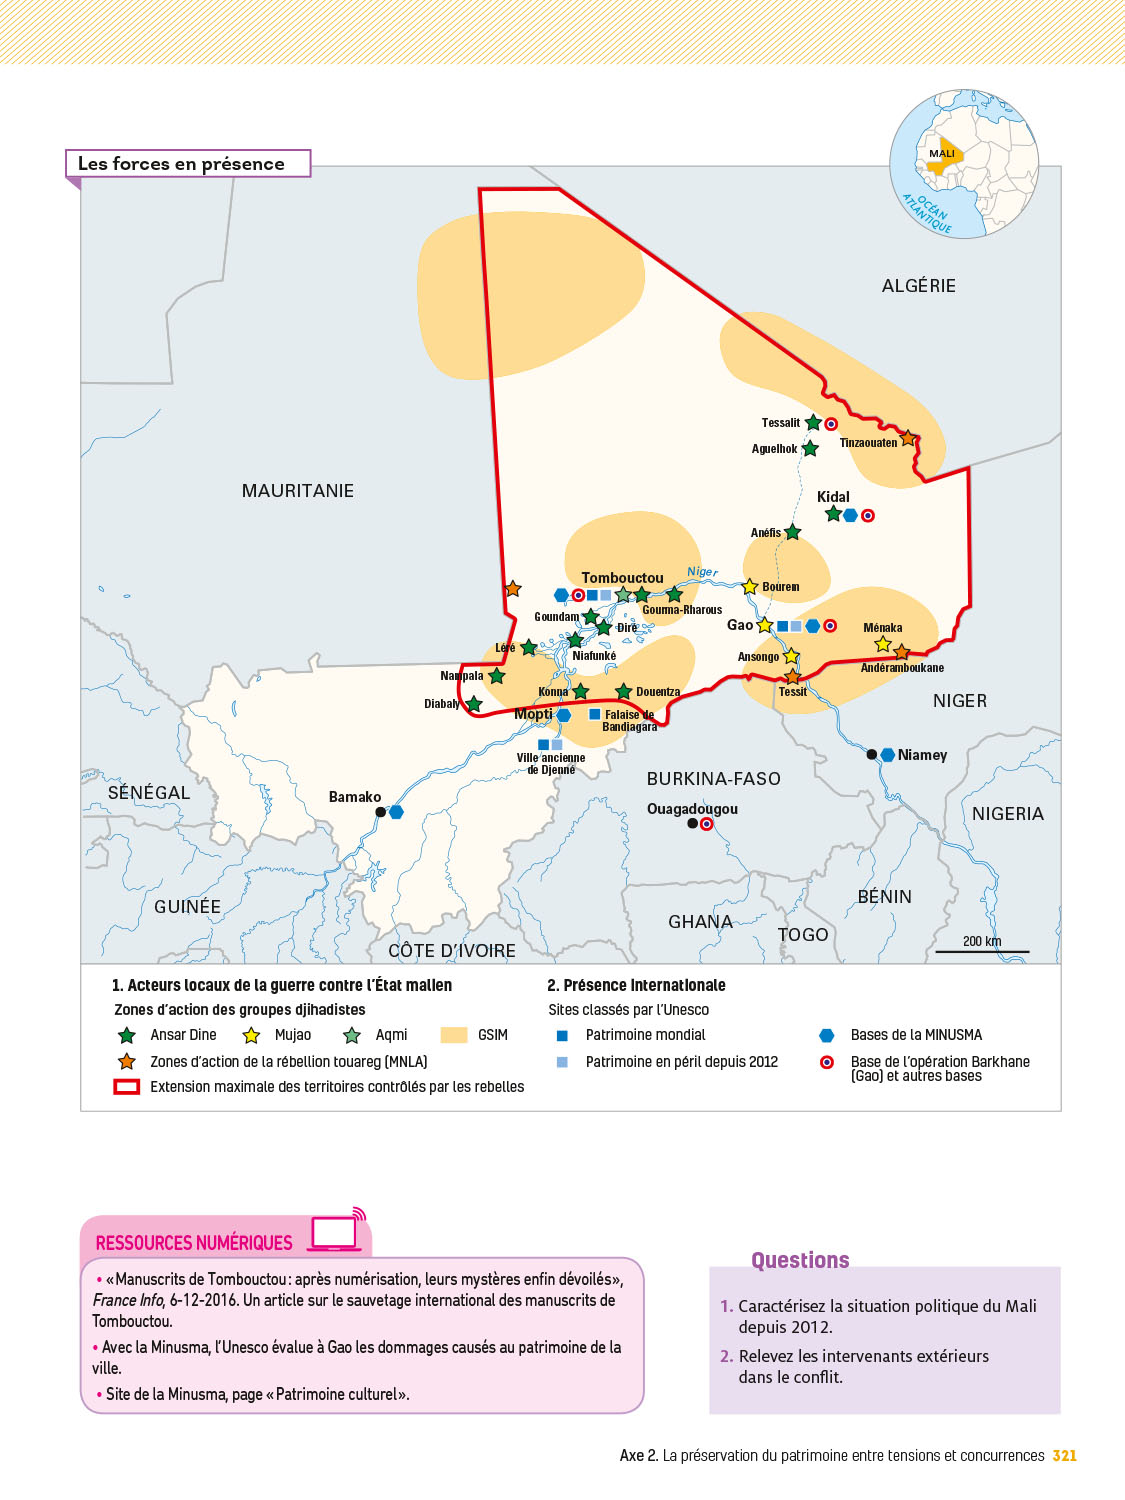 Les forces en présence
MALI
OCÉAN
ATLANTIQUE
ALGÉRIE
MAURITANIE
Tessalit
Aguelhok
Tinzaouaten
Kidal
Anéfis
Niger
Tombouctou
Bourem
Gourma-Rharous
Goundam
Diré
Gao
Ménaka
Léré
Niafunké
Ansongo
Andéramboukane
Nampala
Konna
Douentza
Tessit
Diabaly
Mopti
Falaise de
Bandiagara
NIGER
Ville ancienne
de Djenné
Niamey
BURKINA-FASO
SÉNÉGAL
Bamako
Ouagadougou
NIGERIA
GUINÉE
BÉNIN
GHANA
TOGO
CÔTE D'IVOIRE
200 km
1. Acteurs locaux de la guerre contre l'État malien
Zones d'action des groupes djihadistes
Ansar Dine
Mujao
Aqmi
GSIM
Zones d'action de la rébellion touareg (MNLA)
Extension maximale des territoires contrôlés par les rebelles
2. Présence internationale
Sites classés par l'Unesco
Patrimoine mondial
Patrimoine en péril depuis 2012
Bases de la MINUSMA
Base de l'opération Barkhane
(Gao) et autres bases
RESSOURCES NUMÉRIQUES
• « Manuscrits de Tombouctou : après numérisation, leurs mystères enfin dévoilés »,
France Info, 6-12-2016. Un article sur le sauvetage international des manuscrits de
Tombouctou.
• Avec la Minusma, l'Unesco évalue à Gao les dommages causés au patrimoine de la
ville.
• Site de la Minusma, page « Patrimoine culturel ».
Questions
1. Caractérisez la situation politique du Mali
depuis 2012.
2. Relevez les intervenants extérieurs
dans le conflit.
Axe 2. La préservation du patrimoine entre tensions et concurrences 321